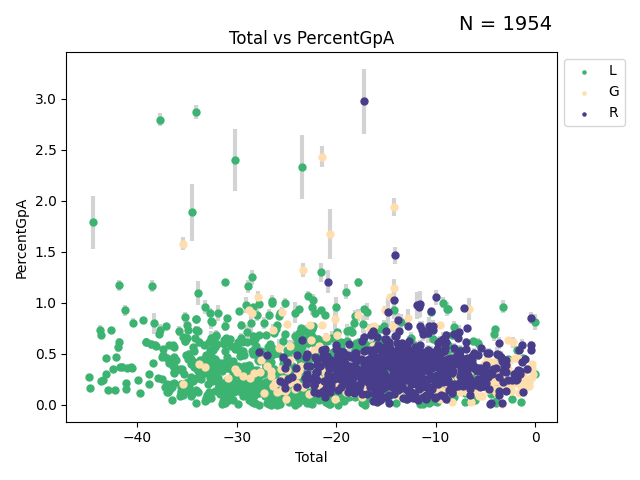 N = 1954
Total vs PercentGpA
L
G
R
3.0
2.5
2.0
1.5
1.0
0.5
0.0
PercentGpA
−40 −30 −20 −10 0
Total